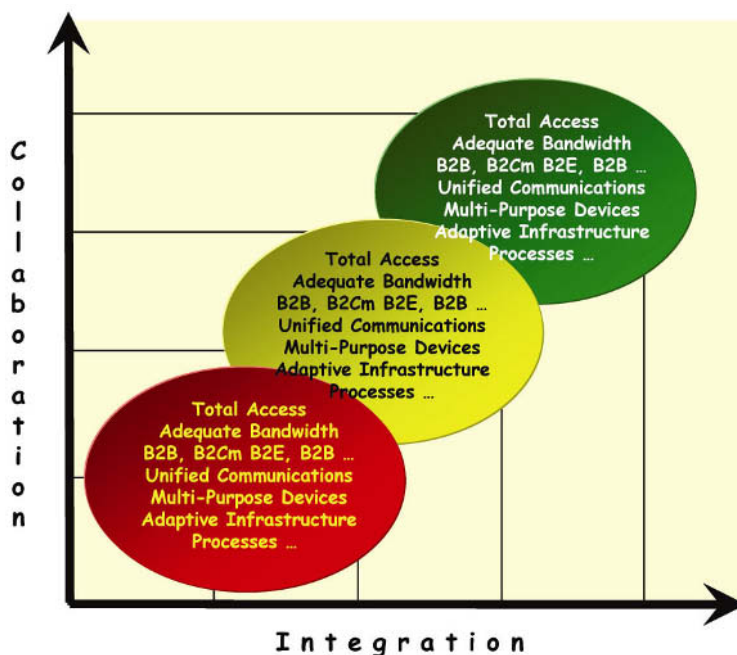 Collaboration
Total Access
Adequate Bandwidth
B2B, B2Cm B2E, B2B ...
Unified Communications
Multi-Purpose Devices
Adaptive Infrastructure
Processes ...
Total Access
Adequate Bandwidth
B2B, B2Cm B2E, B2B ...
Unified Communications
Multi-Purpose Devices
Adaptive Infrastructure
Processes ...
Total Access
Adequate Bandwidth
B2B, B2Cm B2E, B2B ...
Unified Communications
Multi-Purpose Devices
Adaptive Infrastructure
Processes ...
Integration